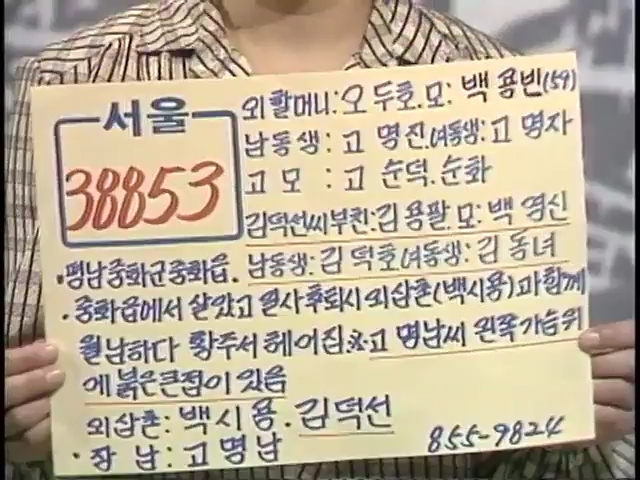 서울
38853
외할머니:오두호.모:백용빈(59)
남동생:고명진.여동생:고명자
고모:고순덕.순화
김덕선씨부친:김용팔.모:백영신
·평남중화군중화읍. 남동생:김덕호여동생:김동녀
·중화읍에서 살았고 일사후퇴시 외삼촌(백시용)과 함께
월남하다 황주서 헤어짐.※고명남씨 왼쪽가슴위
에붉은큰점이있음
외삼촌:백시용.김덕선
·장남:고명남
855-9824